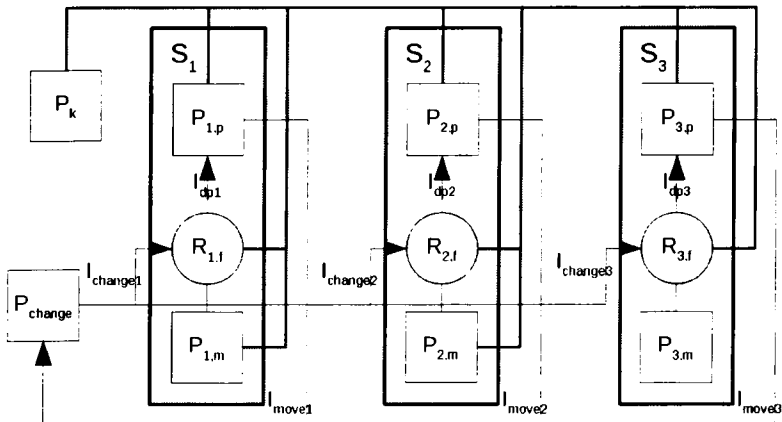 S1 S2 S3
Pk P1,p P2,p P3,p
Idp1 Idp2 Idp3
R1,f R2,f R3,f
Ichange1 Ichange2 Ichange3
Pchange
P1,m P2,m P3,m
Imove1 Imove2 Imove3